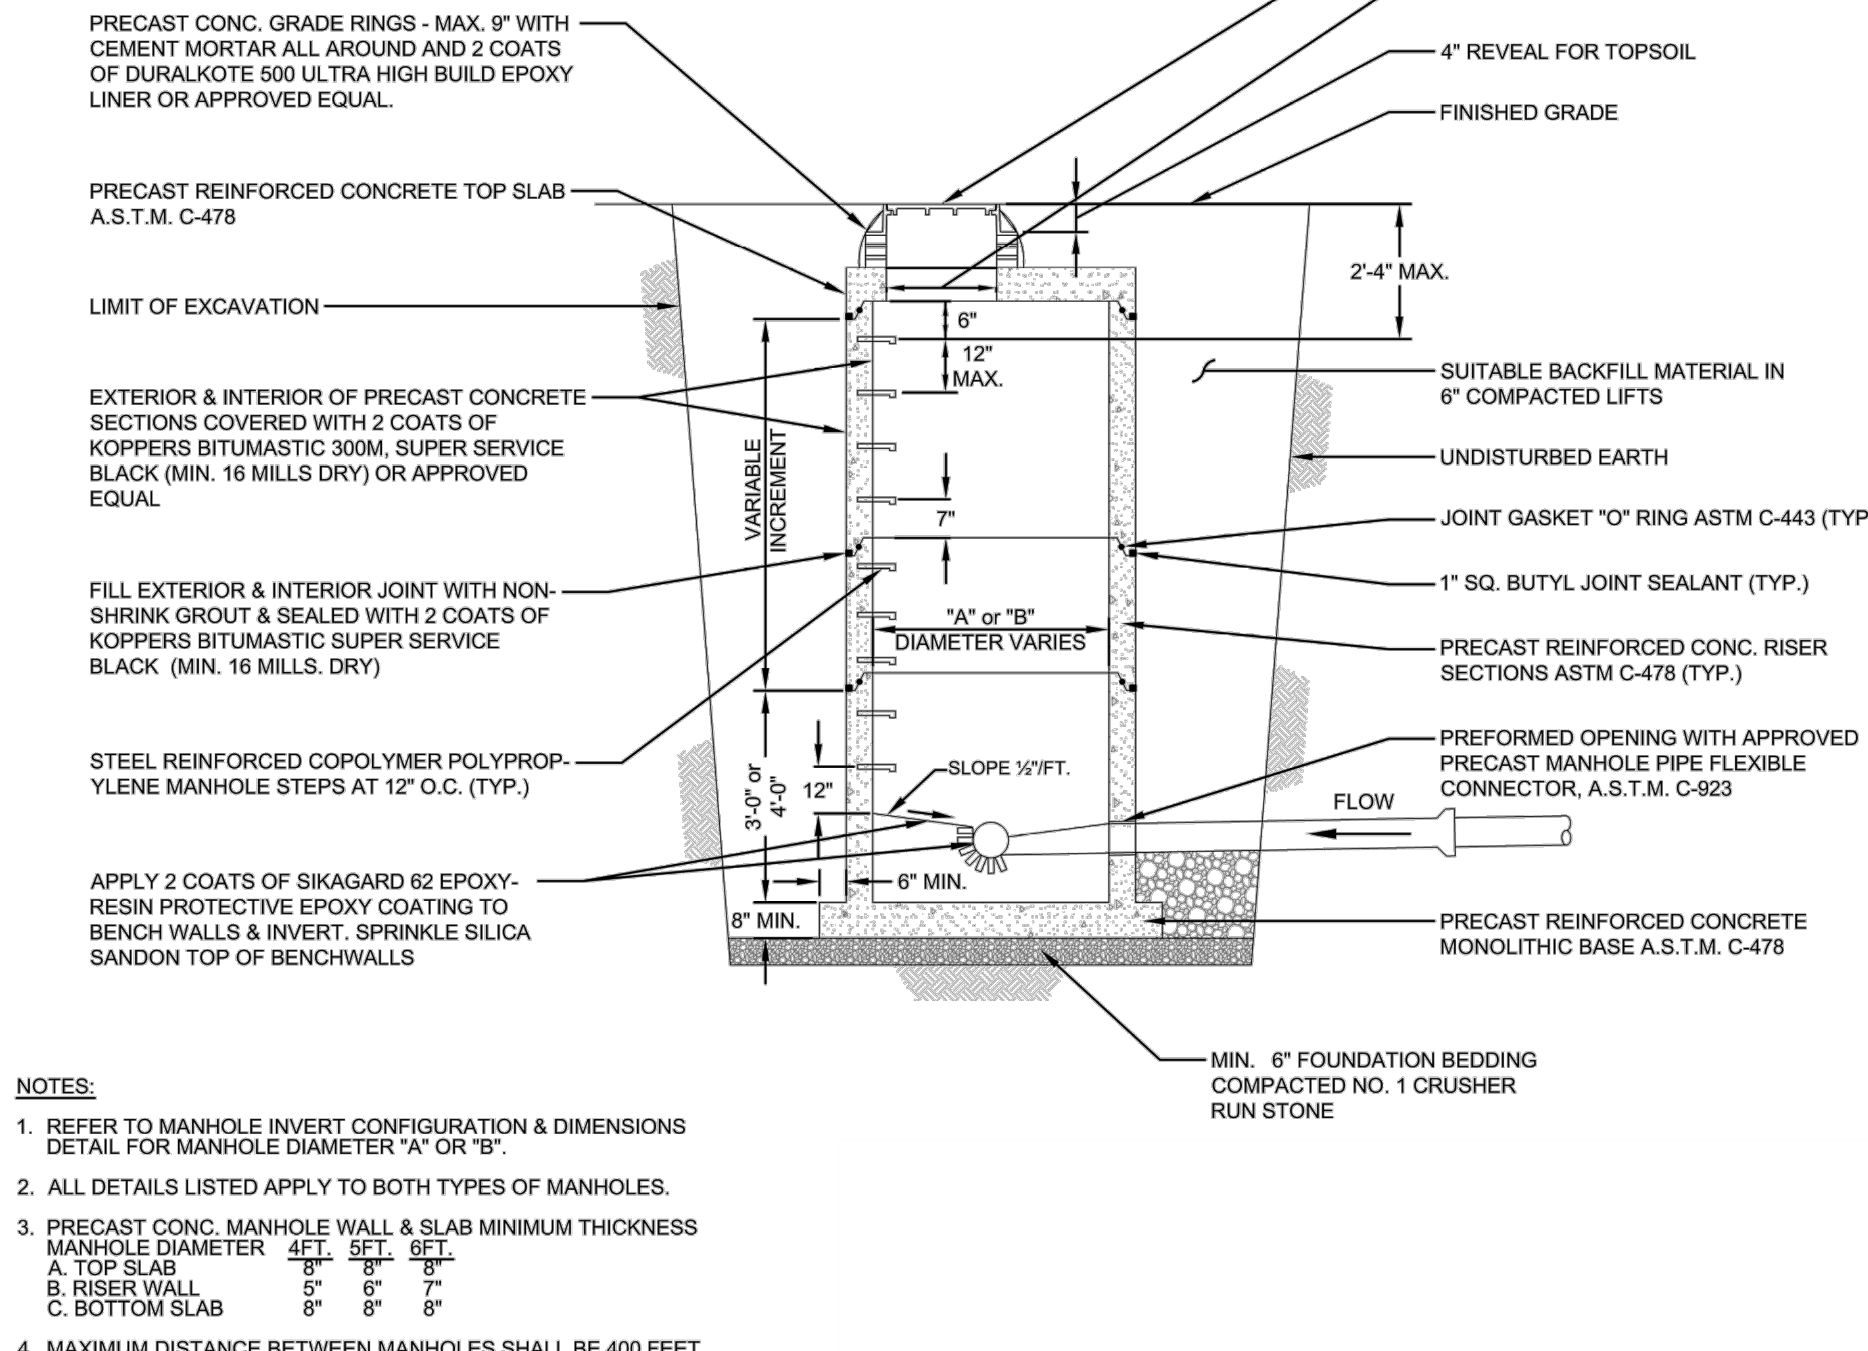 PRECAST CONC. GRADE RINGS - MAX. 9" WITH
CEMENT MORTAR ALL AROUND AND 2 COATS
OF DURALKOTE 500 ULTRA HIGH BUILD EPOXY
LINER OR APPROVED EQUAL.
PRECAST REINFORCED CONCRETE TOP SLAB
A.S.T.M. C-478
LIMIT OF EXCAVATION
EXTERIOR & INTERIOR OF PRECAST CONCRETE
SECTIONS COVERED WITH 2 COATS OF
KOPPERS BITUMASTIC 300M, SUPER SERVICE
BLACK (MIN. 16 MILLS DRY) OR APPROVED
EQUAL
FILL EXTERIOR & INTERIOR JOINT WITH NON-
SHRINK GROUT & SEALED WITH 2 COATS OF
KOPPERS BITUMASTIC SUPER SERVICE
BLACK (MIN. 16 MILLS. DRY)
STEEL REINFORCED COPOLYMER POLYPROP-
YLENE MANHOLE STEPS AT 12" O.C. (TYP.)
APPLY 2 COATS OF SIKAGARD 62 EPOXY-
RESIN PROTECTIVE EPOXY COATING TO
BENCH WALLS & INVERT. SPRINKLE SILICA
SANDON TOP OF BENCHWALLS
VARIABLE
INCREMENT
3'-0" or
4'-0"
6"
12"
MAX.
7"
"A" or "B"
DIAMETER VARIES
SLOPE ½"/FT.
12"
6" MIN.
8" MIN.
2'-4" MAX.
FLOW
4" REVEAL FOR TOPSOIL
FINISHED GRADE
SUITABLE BACKFILL MATERIAL IN
6" COMPACTED LIFTS
UNDISTURBED EARTH
JOINT GASKET "O" RING ASTM C-443 (TYP
1" SQ. BUTYL JOINT SEALANT (TYP.)
PRECAST REINFORCED CONC. RISER
SECTIONS ASTM C-478 (TYP.)
PREFORMED OPENING WITH APPROVED
PRECAST MANHOLE PIPE FLEXIBLE
CONNECTOR, A.S.T.M. C-923
PRECAST REINFORCED CONCRETE
MONOLITHIC BASE A.S.T.M. C-478
MIN. 6" FOUNDATION BEDDING
COMPACTED NO. 1 CRUSHER
RUN STONE
NOTES:
1. REFER TO MANHOLE INVERT CONFIGURATION & DIMENSIONS
DETAIL FOR MANHOLE DIAMETER "A" OR "B".
2. ALL DETAILS LISTED APPLY TO BOTH TYPES OF MANHOLES.
3. PRECAST CONC. MANHOLE WALL & SLAB MINIMUM THICKNESS
MANHOLE DIAMETER 4FT. 5FT. 6FT.
A. TOP SLAB 8" 8" 8"
B. RISER WALL 5" 6" 7"
C. BOTTOM SLAB 8" 8" 8"
4. MAXIMUM DISTANCE BETWEEN MANHOLES SHALL BE 400 FEET